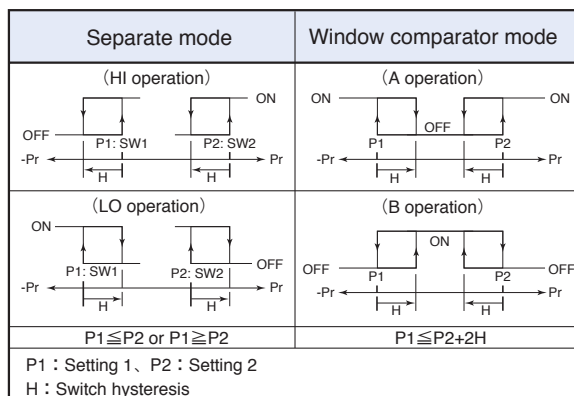 Separate mode
Window comparator mode
(HI operation)
ON
OFF
P1: SW1
P2: SW2
-Pr
Pr
H
H
(A operation)
ON
ON
OFF
P1
P2
-Pr
Pr
H
H
(LO operation)
ON
P1: SW1
P2: SW2
OFF
-Pr
Pr
H
H
(B operation)
ON
OFF
P1
P2
OFF
-Pr
Pr
H
H
P1≦P2 or P1≧P2
P1≦P2+2H
P1：Setting 1、P2：Setting 2
H：Switch hysteresis